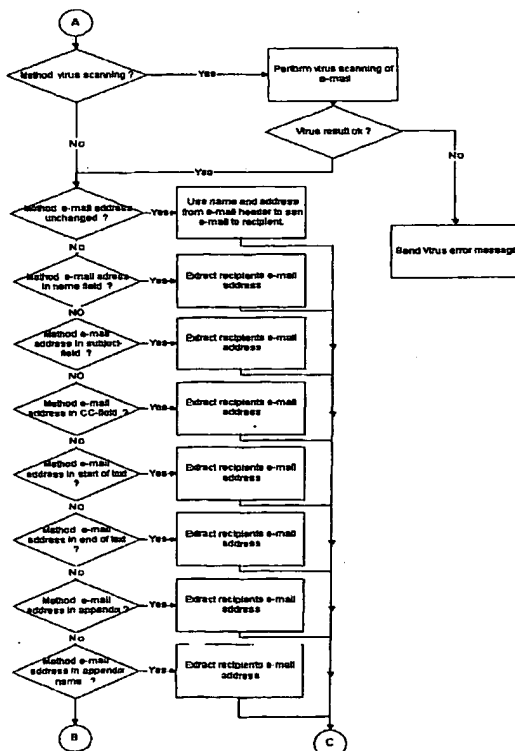 A
Method virus scanning ?
Yes
Perform virus scanning of
e-mail
No
Virus result ok ?
Yes
No
Method e-mail address
unchanged ?
Yes
Use name and address
from e-mail header to
e-mail to recipient.
Send Virus error message
No
Method e-mail adress
in name field ?
Yes
Extract recipients e-mail
address
NO
Method e-mail
address in subject-
field ?
Yes
Extract recipients e-mail
address
NO
Method e-mail
address in CC-field ?
Yes
Extract recipients e-mail
address
No
Method e-mail
address in start of text
?
Yes
Extract recipients e-mail
address
No
Method e-mail
address in end of text
?
Yes
Extract recipients e-mail
address
No
Method e-mail
address in appendix ?
Yes
Extract recipients e-mail
address
No
Method e-mail
address in appendix
name ?
Yes
Extract recipients e-mail
address
B
C